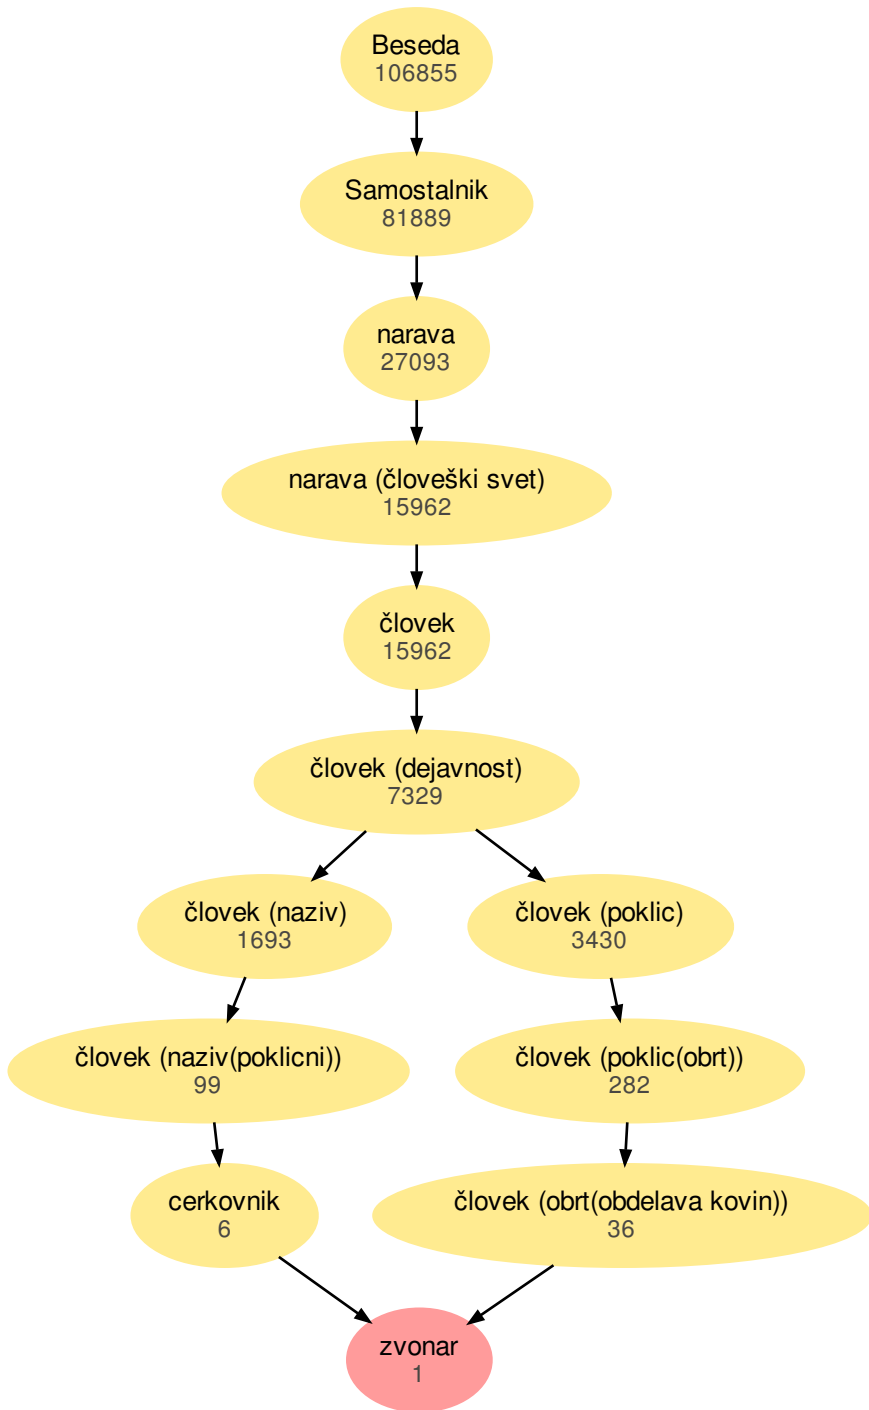 Beseda
106855
Samostalnik
81889
narava
27093
narava (človeški svet)
15962
človek
15962
človek (dejavnost)
7329
človek (naziv)
1693
človek (poklic)
3430
človek (naziv(poklicni))
99
človek (poklic(obrt))
282
cerkovnik
6
človek (obrt(obdelava kovin))
36
zvonar
1